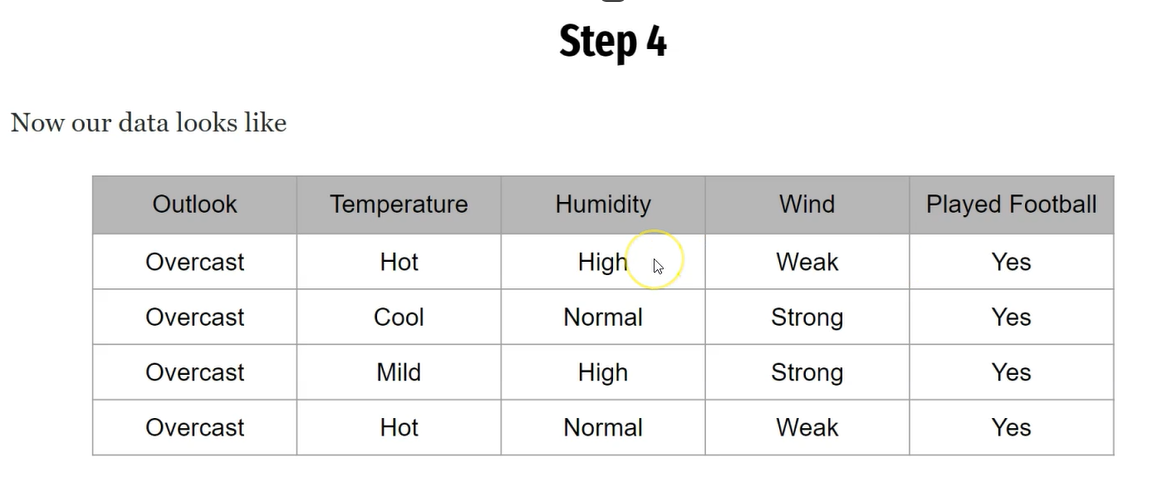 Step 4
Now our data looks like
Outlook Temperature Humidity Wind Played Football
Overcast Hot High Weak Yes
Overcast Cool Normal Strong Yes
Overcast Mild High Strong Yes
Overcast Hot Normal Weak Yes